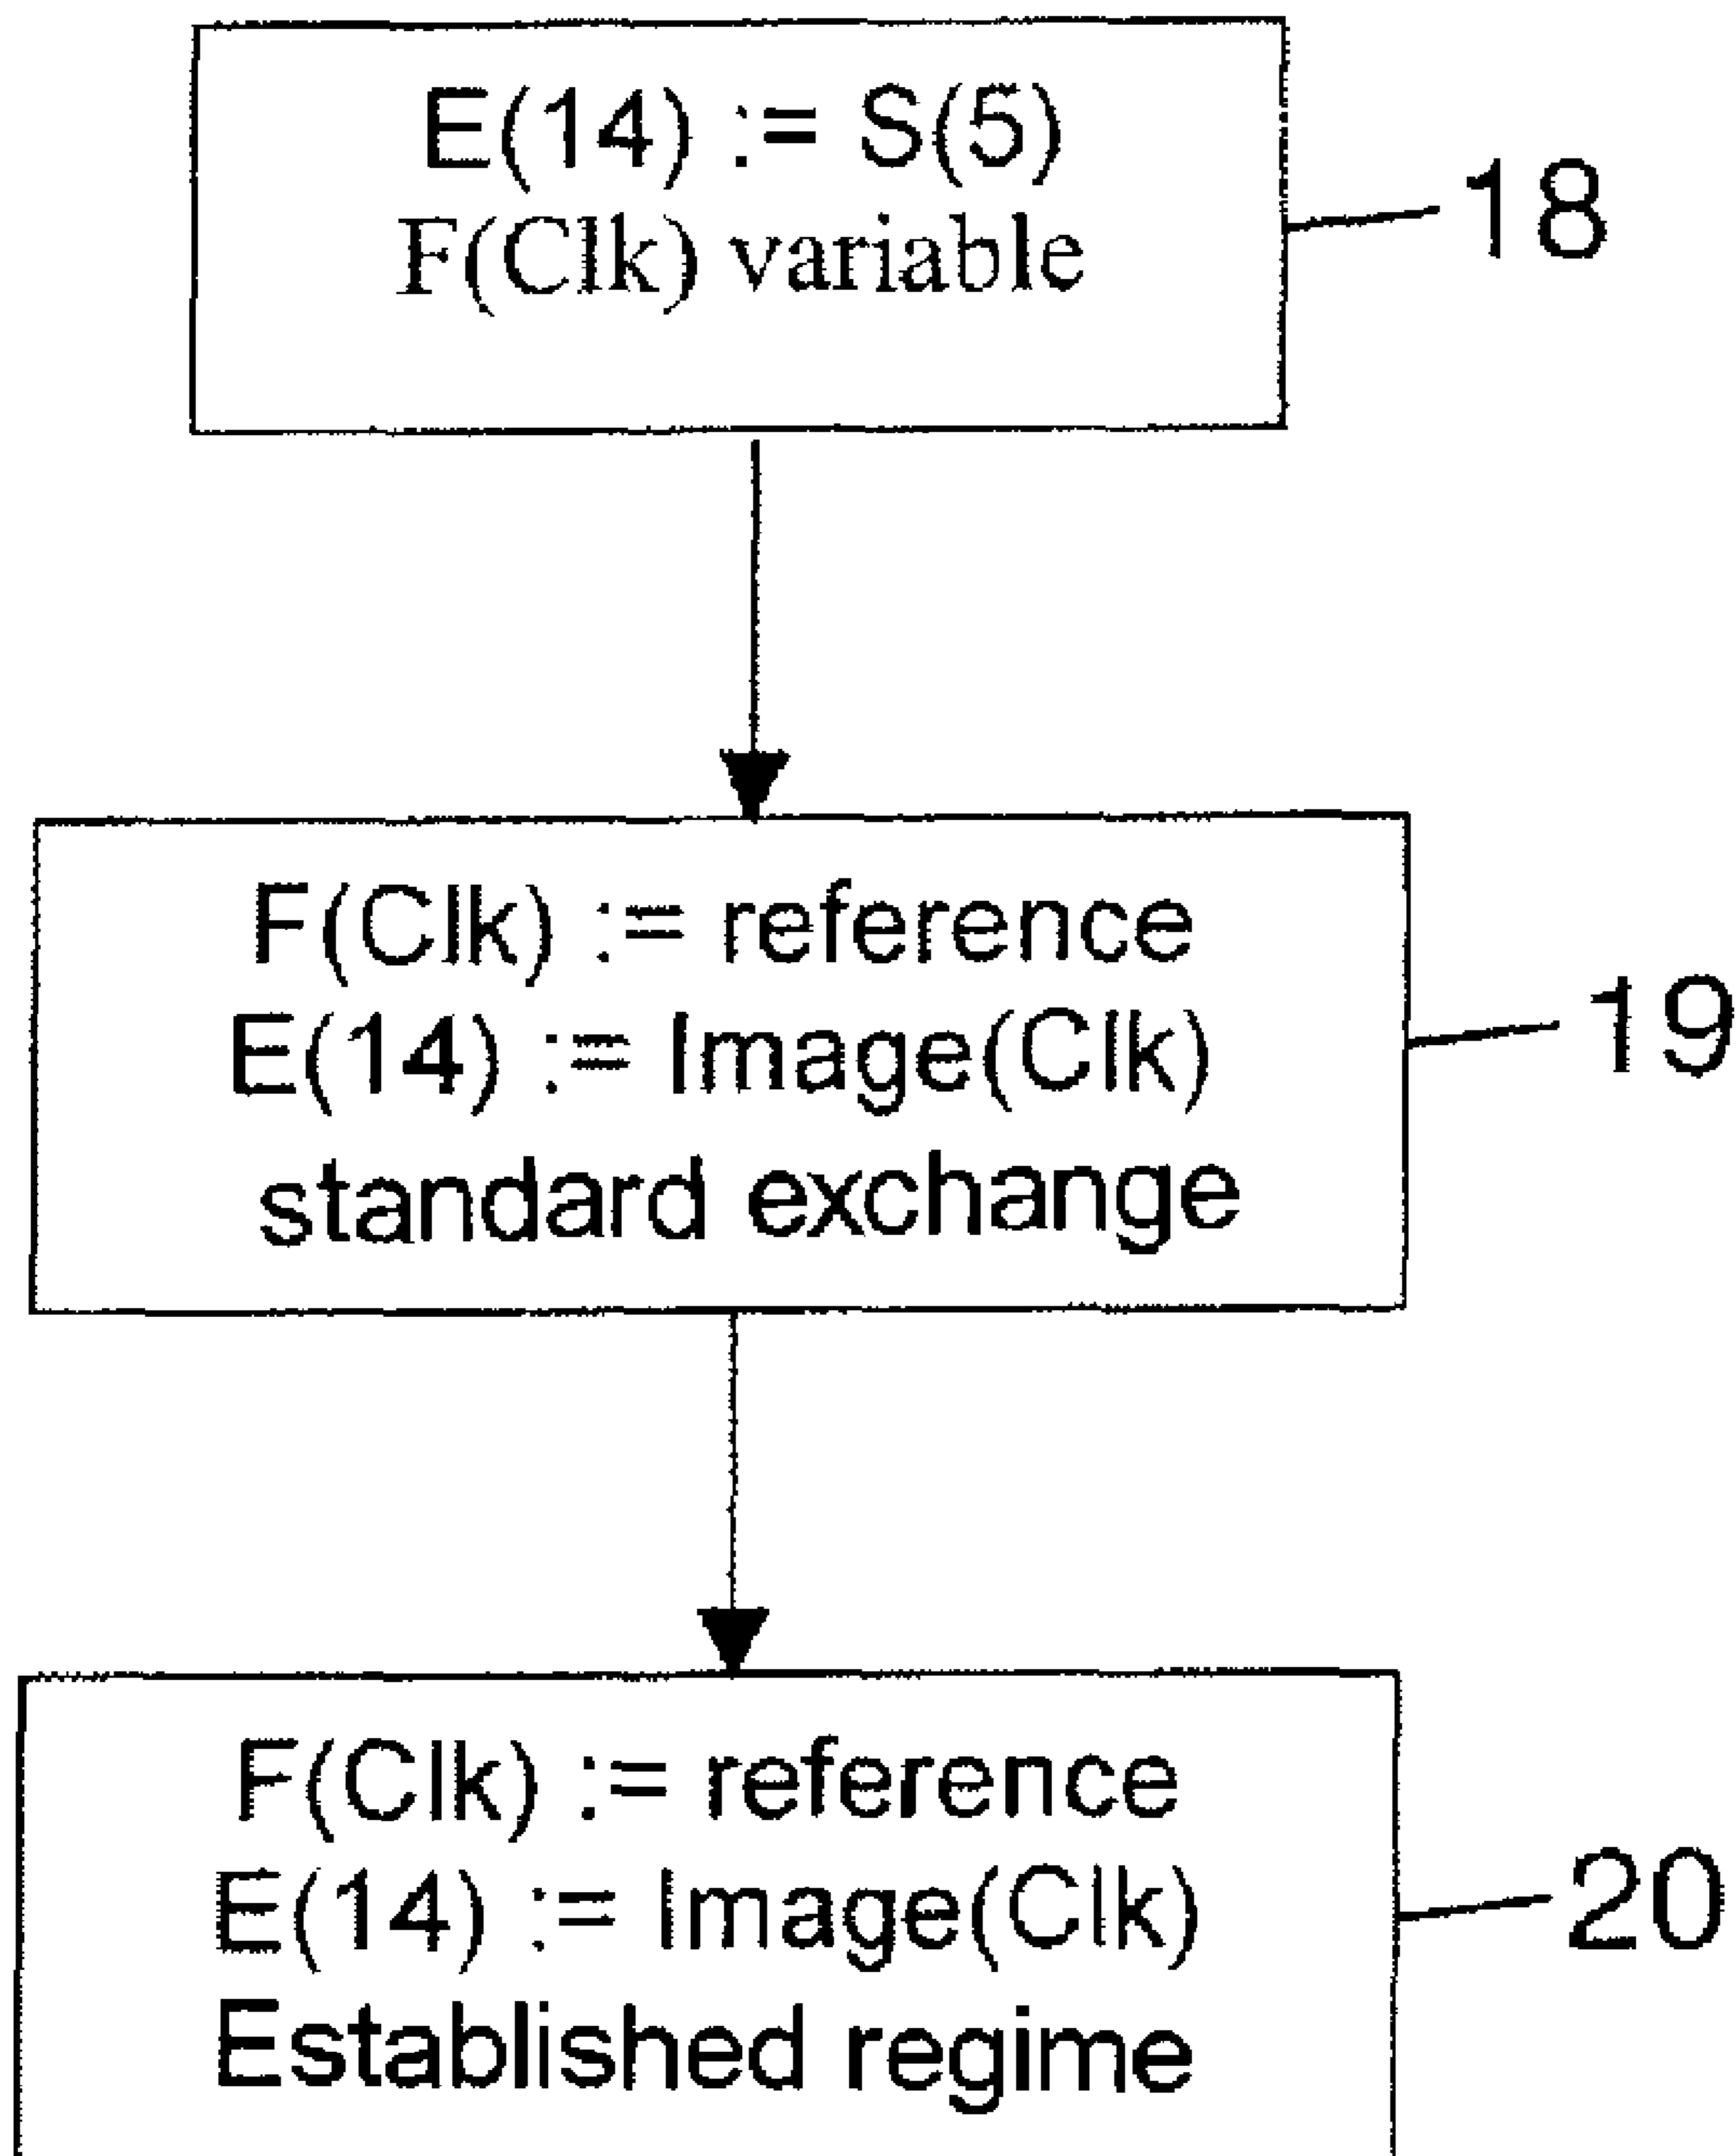 E(14) := S(5)
F(Clk) variable
18
F(Clk) := reference
E(14) := Image(Clk)
standard exchange
19
F(Clk) := reference
E(14) := Image(Clk)
Established regime
20